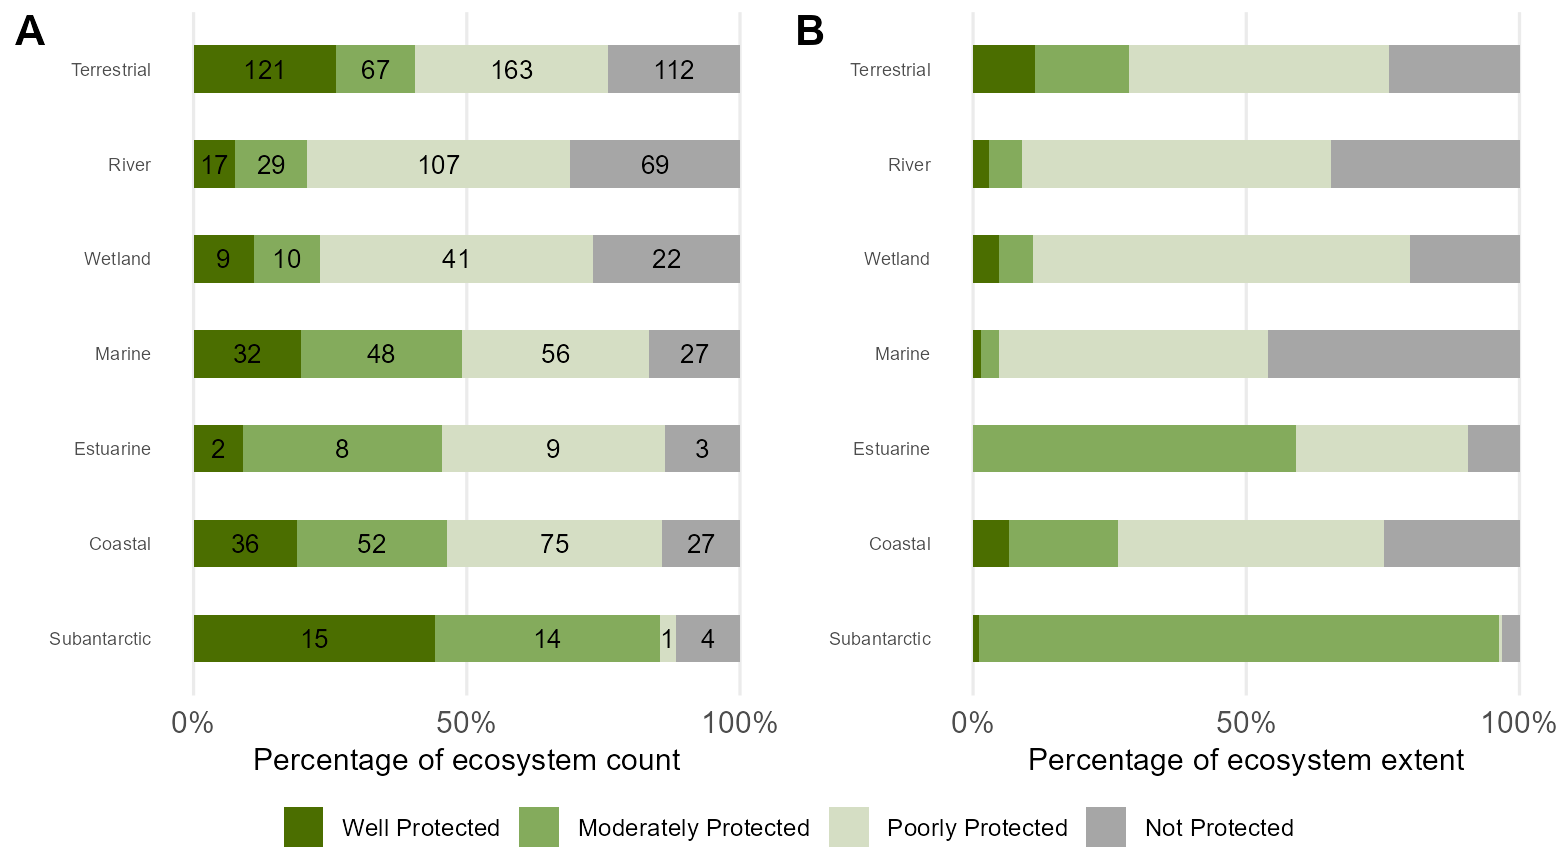 A
Terrestrial 121 67 163 112
River 17 29 107 69
Wetland 9 10 41 22
Marine 32 48 56 27
Estuarine 2 8 9 3
Coastal 36 52 75 27
Subantarctic 15 14 1 4
0% 50% 100%
Percentage of ecosystem count
B
Terrestrial
River
Wetland
Marine
Estuarine
Coastal
Subantarctic
0% 50% 100%
Percentage of ecosystem extent
Well Protected Moderately Protected Poorly Protected Not Protected